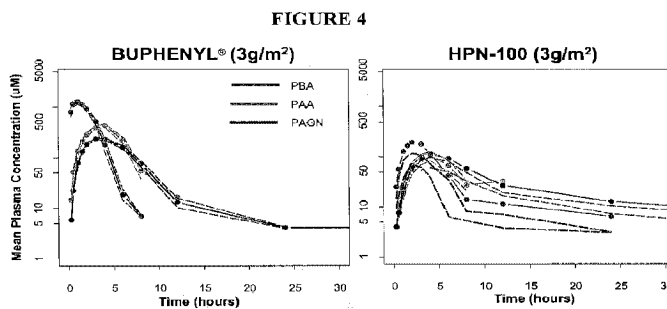 FIGURE 4
BUPHENYL® (3g/m²)
HPN-100 (3g/m²)
Mean Plasma Concentration (uM)
5000
500
50
10
5
1
PBA
PAA
PAGN
5000
500
50
10
5
1
0 5 10 15 20 25 30
0 5 10 15 20 25 30
Time (hours)
Time (hours)